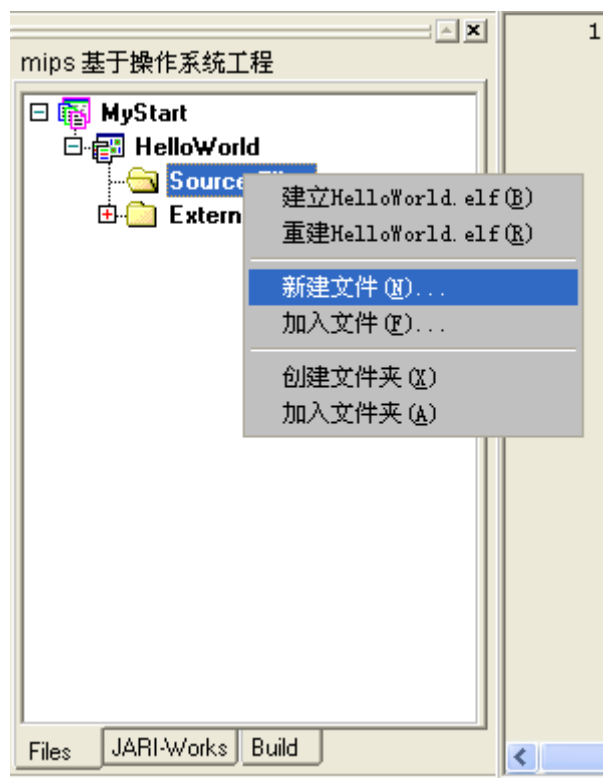 1
mips 基于操作系统工程
MyStart
HelloWorld
Source
Extern
建立HelloWorld.elf(B)
重建HelloWorld.elf(R)
新建文件(N)...
加入文件(F)...
创建文件夹(X)
加入文件夹(A)
Files JARI-Works Build